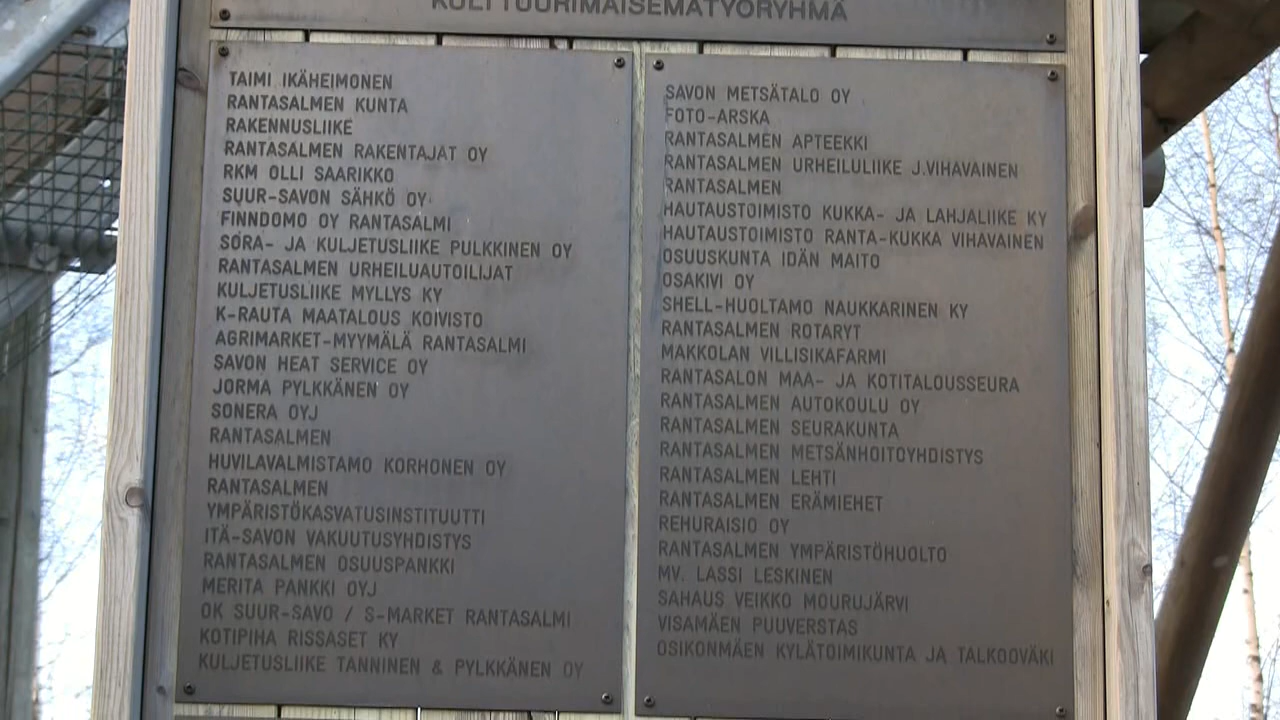 KULTTUURIMAISEMATYÖRYHMÄ
TAIMI IKÄHEIMONEN
RANTASALMEN KUNTA
RAKENNUSLIIKE
RANTASALMEN RAKENTAJAT OY
RKM OLLI SAARIKKO
SUUR-SAVON SÄHKÖ OY
FINNDOMO OY RANTASALMI
SORA- JA KULJETUSLIIKE PULKKINEN OY
RANTASALMEN URHEILUAUTOILIJAT
KULJETUSLIIKE MYLLYS KY
K-RAUTA MAATALOUS KOIVISTO
AGRIMARKET-MYYMÄLÄ RANTASALMI
SAVON HEAT SERVICE OY
JORMA PYLKKÄNEN OY
SONERA OYJ
RANTASALMEN
HUVILAVALMISTAMO KORHONEN OY
RANTASALMEN
YMPÄRISTÖKASVATUSINSTITUUTTI
ITÄ-SAVON VAKUUTUSYHDISTYS
RANTASALMEN OSUUSPANKKI
MERITA PANKKI OYJ
OK SUUR-SAVO / S-MARKET RANTASALMI
KOTIPIHA RISSASET KY
KULJETUSLIIKE TANNINEN & PYLKKÄNEN OY
SAVON METSÄTALO OY
FOTO-ARSKA
RANTASALMEN APTEEKKI
RANTASALMEN URHEILULIIKE J.VIHAVAINEN
RANTASALMEN
HAUTAUSTOIMISTO KUKKA- JA LAHJALIIKE KY
HAUTAUSTOIMISTO RANTA-KUKKA VIHAVAINEN
OSUUSKUNTA IDÄN MAITO
OSAKIVI OY
SHELL-HUOLTAMO NAUKKARINEN KY
RANTASALMEN ROTARYT
MAKKOLAN VILLISIKAFARMI
RANTASALON MAA- JA KOTITALOUSSEURA
RANTASALMEN AUTOKOULU OY
RANTASALMEN SEURAKUNTA
RANTASALMEN METSÄNHOITOYHDISTYS
RANTASALMEN LEHTI
RANTASALMEN ERÄMIEHET
REHURAISIO OY
RANTASALMEN YMPÄRISTÖHUOLTO
MV. LASSI LESKINEN
SAHAUS VEIKKO MOURUJÄRVI
VISAMÄEN PUUVERSTAS
OSIKONMÄEN KYLÄTOIMIKUNTA JA TALKOOVÄKI